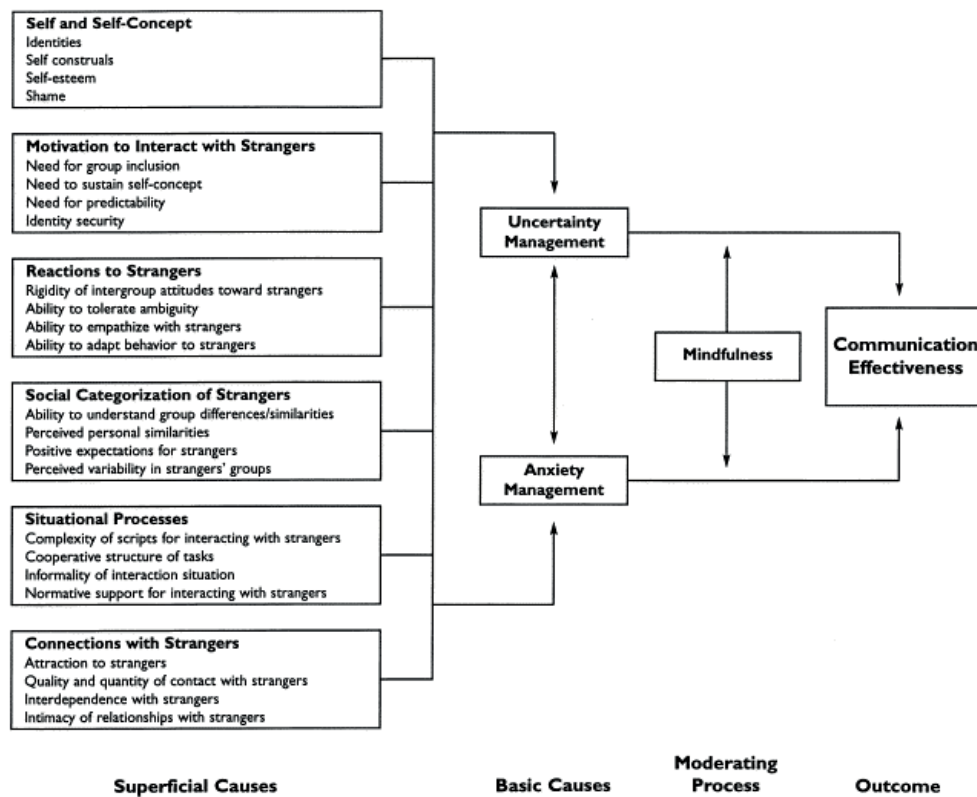 Self and Self-Concept
Identities
Self construals
Self-esteem
Shame
Motivation to Interact with Strangers
Need for group inclusion
Need to sustain self-concept
Need for predictability
Identity security
Reactions to Strangers
Rigidity of intergroup attitudes toward strangers
Ability to tolerate ambiguity
Ability to empathize with strangers
Ability to adapt behavior to strangers
Social Categorization of Strangers
Ability to understand group differences/similarities
Perceived personal similarities
Positive expectations for strangers
Perceived variability in strangers' groups
Situational Processes
Complexity of scripts for interacting with strangers
Cooperative structure of tasks
Informality of interaction situation
Normative support for interacting with strangers
Connections with Strangers
Attraction to strangers
Quality and quantity of contact with strangers
Interdependence with strangers
Intimacy of relationships with strangers
Uncertainty
Management
Anxiety
Management
Mindfulness
Communication
Effectiveness
Superficial Causes
Basic Causes
Moderating
Process
Outcome